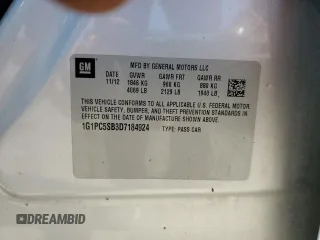 GM
MFD BY GENERAL MOTORS LLC
DATE GVWR GAWR FRT GAWR RR
11/12 1846 KG 966 KG 880 KG
4069 LB 2129 LB 1940 LB
THIS VEHICLE CONFORMS TO ALL APPLICABLE U.S. FEDERAL MOTOR VEHICLE
SAFETY, BUMPER, AND THEFT PREVENTION STANDARDS IN EFFECT
ON THE DATE OF MANUFACTURE SHOWN ABOVE.
1G1PC5SB3D7184924 TYPE: PASS CAR
DREAMBID